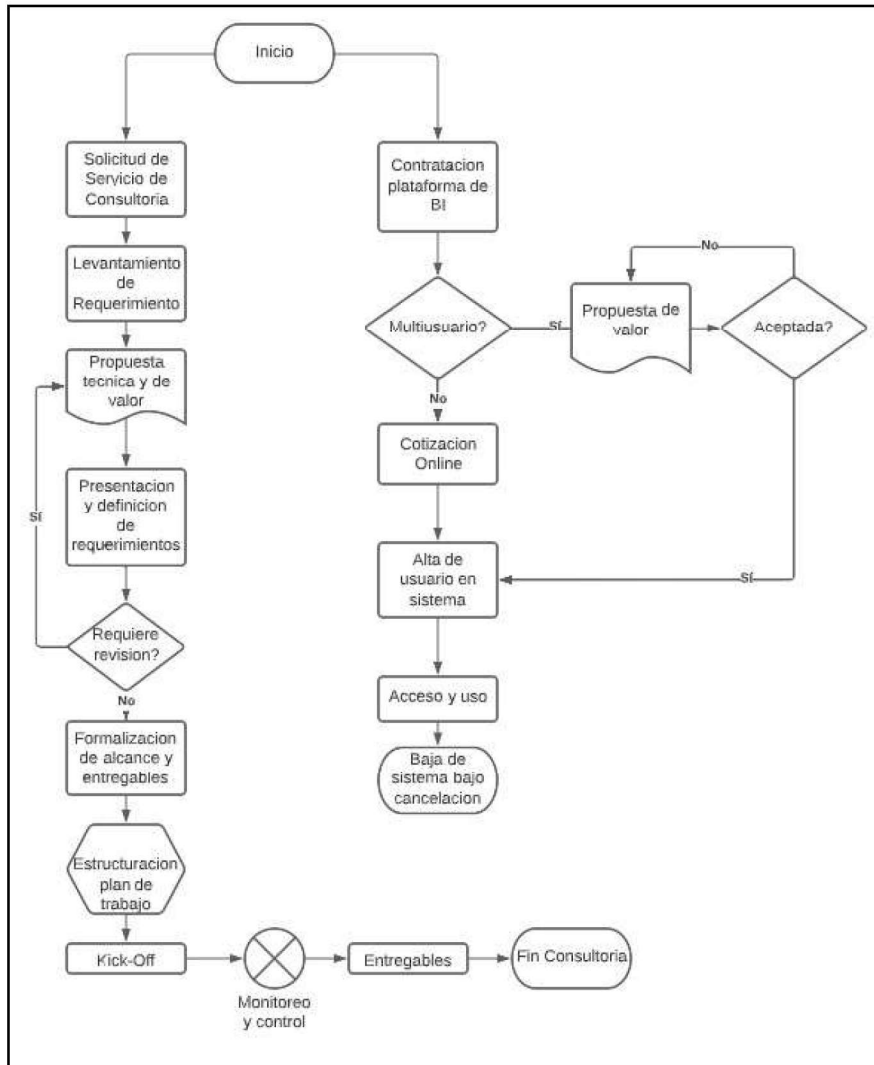 Inicio
Solicitud de
Servicio de
Consultoria
Levantamiento
de
Requerimiento
Propuesta
tecnica y de
valor
Presentacion
y definicion
de
requerimientos
Sí
Requiere
revision?
No
Formalizacion
de alcance y
entregables
Estructuracion
plan de
trabajo
Kick-Off
Monitoreo
y control
Entregables
Fin Consultoria
Contratacion
plataforma de
BI
Multiusuario?
Sí
Propuesta de
valor
No
Aceptada?
Sí
No
Cotizacion
Online
Alta de
usuario en
sistema
Acceso y uso
Baja de
sistema bajo
cancelacion